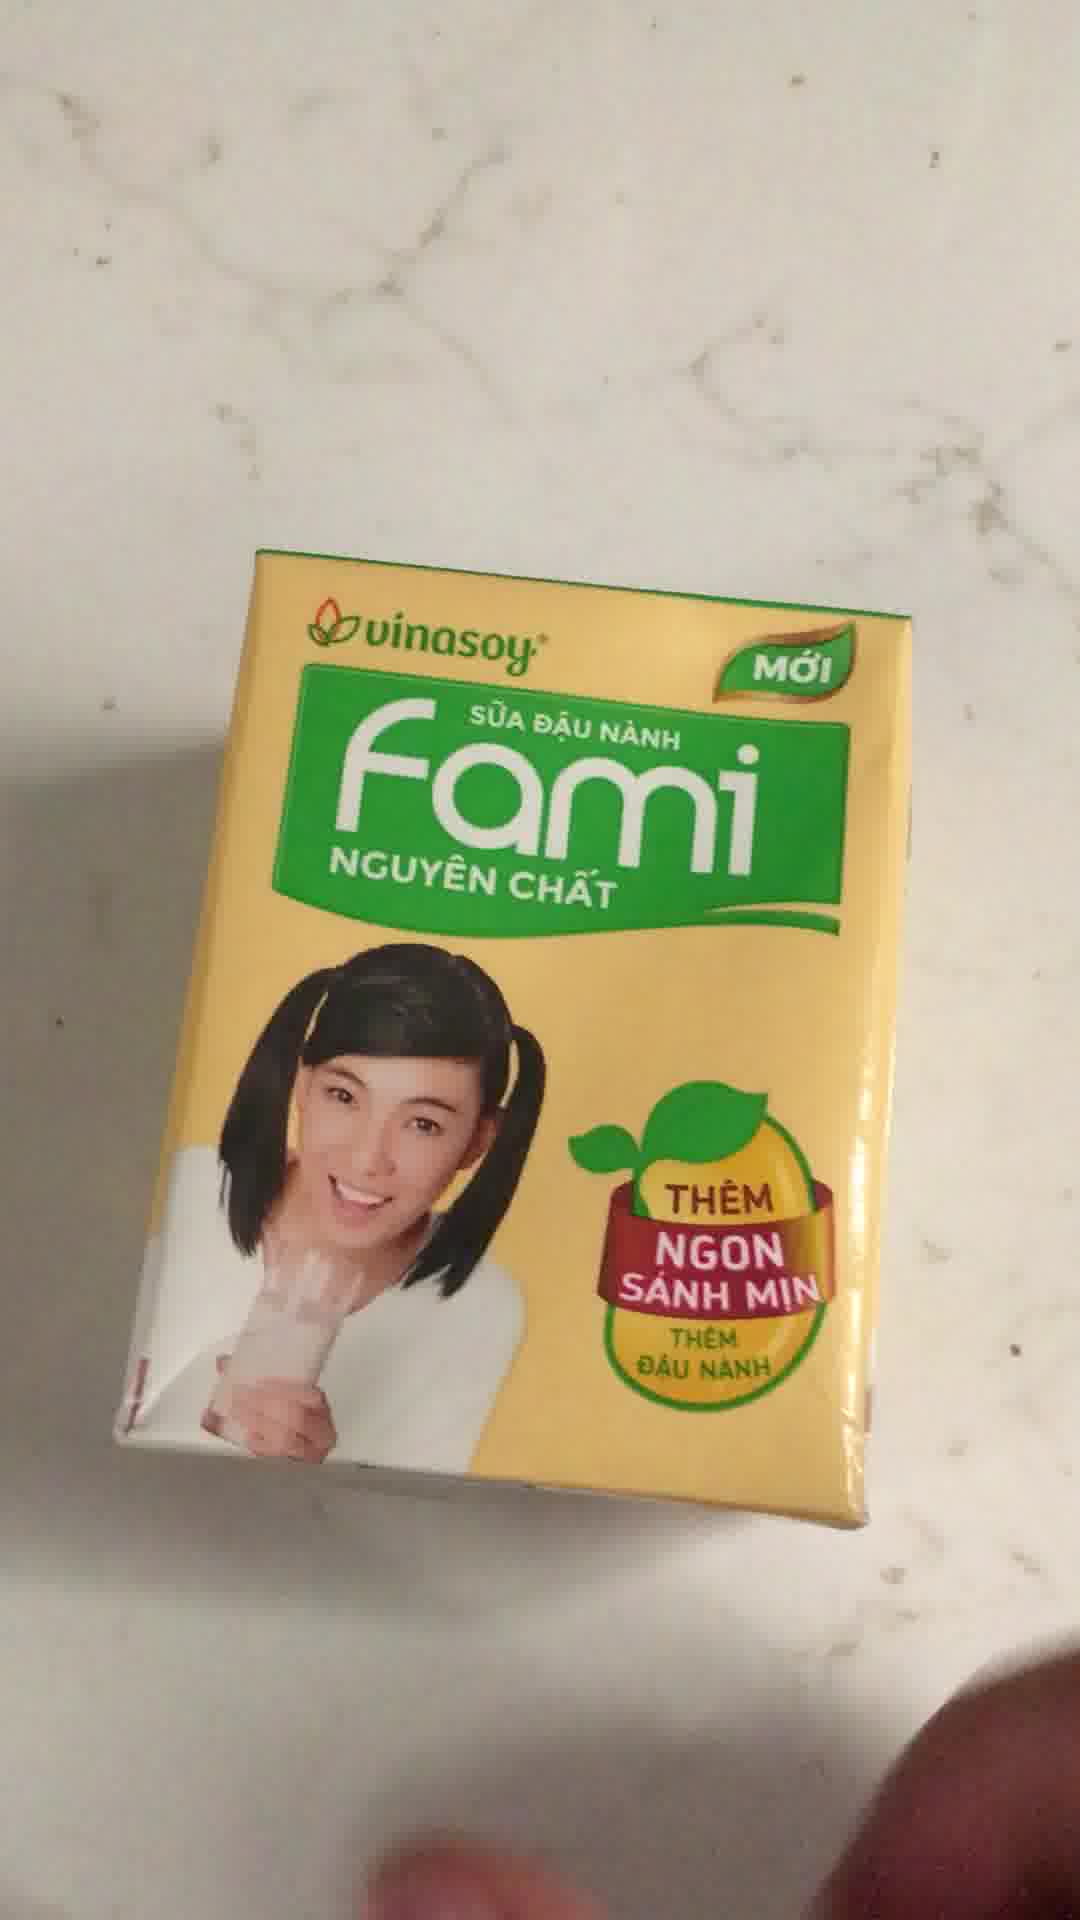 vinasoy
MỚI
SỮA ĐẬU NÀNH
fami
NGUYÊN CHẤT
THÊM
NGON
SÁNH MỊN
THÊM
ĐẬU NÀNH